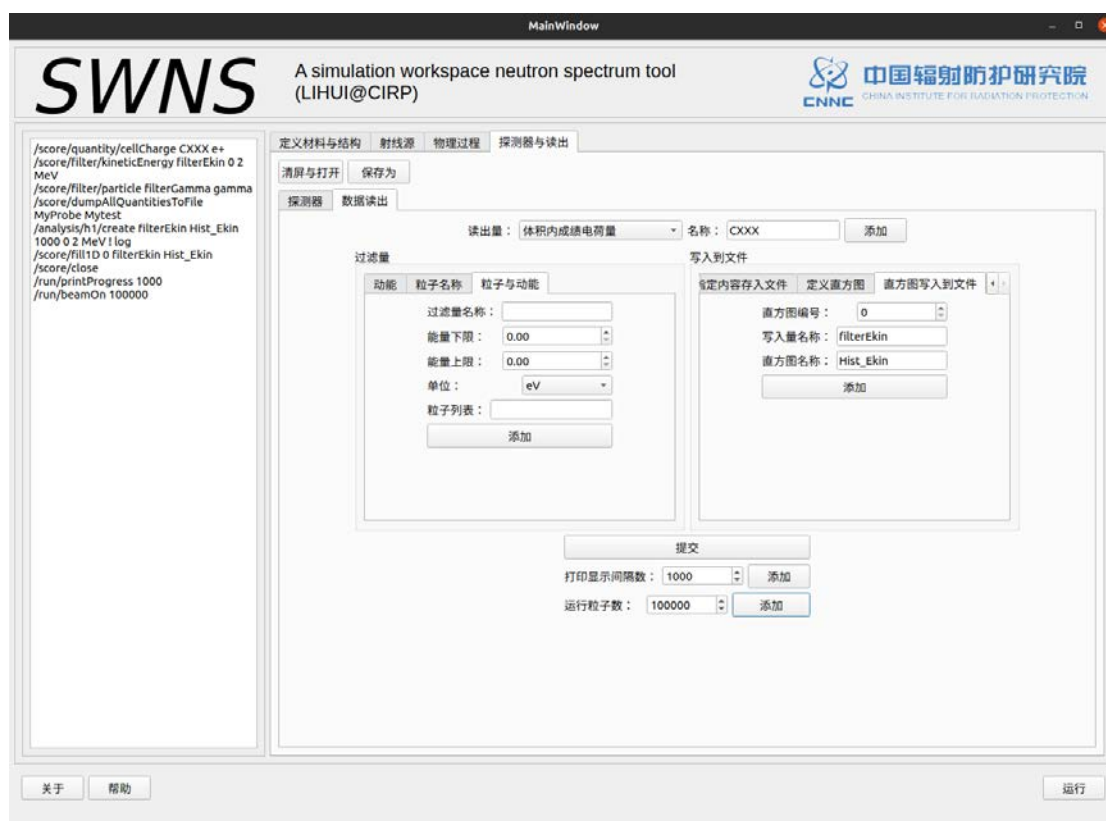 MainWindow
SWNS
A simulation workspace neutron spectrum tool
(LIHUI@CIRP)
CNNC
中国辐射防护研究院
CHINA INSTITUTE FOR RADIATION PROTECTION
/score/quantity/cellCharge CXXX e+
/score/filter/kineticEnergy filterEkin 0 2
MeV
/score/filter/particle filterGamma gamma
/score/dumpAllQuantitiesToFile
MyProbe Mytest
/analysis/h1/create filterEkin Hist_Ekin
1000 0 2 MeV ! log
/score/fill1D 0 filterEkin Hist_Ekin
/score/close
/run/printProgress 1000
/run/beamOn 100000
定义材料与结构 射线源 物理过程 探测器与读出
清屏与打开 保存为
探测器 数据读出
读出量： 体积内成绩电荷量 名称： CXXX 添加
过滤量
动能 粒子名称 粒子与动能
过滤量名称：
能量下限： 0.00
能量上限： 0.00
单位： eV
粒子列表：
添加
写入到文件
定内容存入文件 定义直方图 直方图写入到文件
直方图编号： 0
写入量名称： filterEkin
直方图名称： Hist_Ekin
添加
提交
打印显示间隔数： 1000 添加
运行粒子数： 100000 添加
关于 帮助 运行